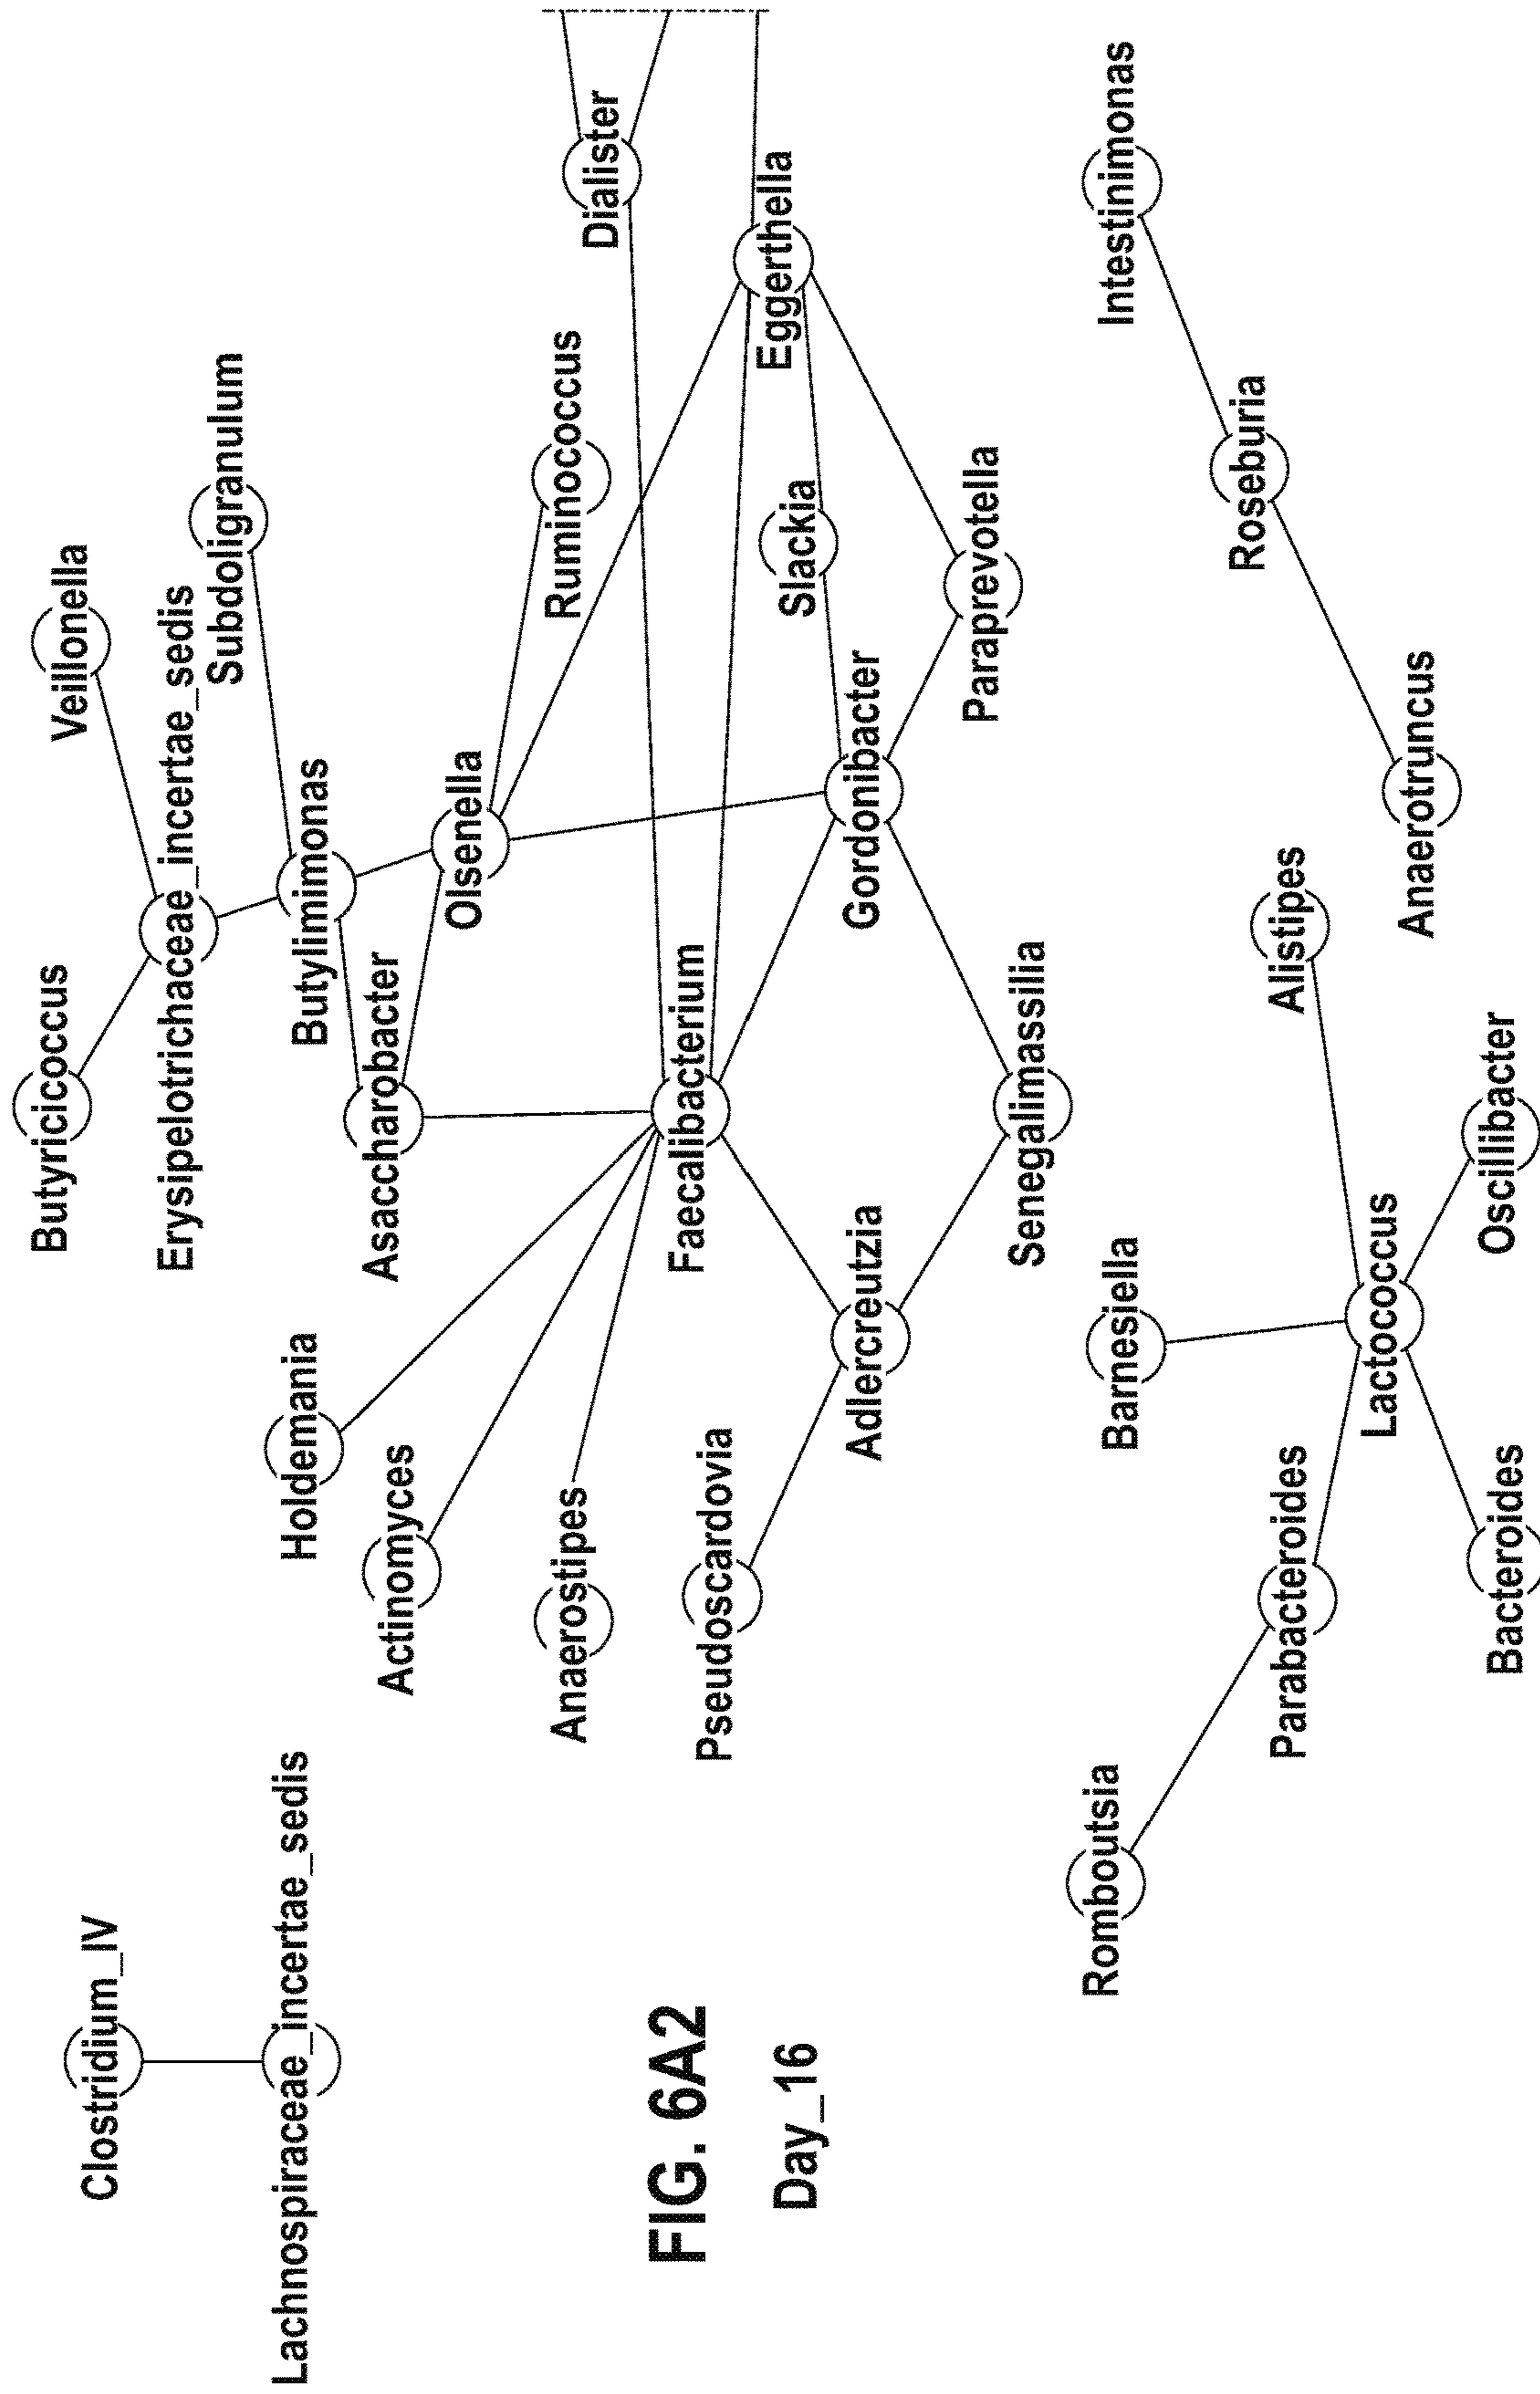 Clostridium_IV
Lachnospiraceae_incertae_sedis
FIG. 6A2
Day_16
Butyricicoccus
Veillonella
Erysipelotrichaceae_incertae_sedis
Subdoligranulum
Butylimimonas
Asaccharobacter
Olsenella
Ruminococcus
Dialister
Holdemania
Actinomyces
Anaerostipes
Pseudoscardovia
Faecalibacterium
Slackia
Eggerthella
Adlercreutzia
Gordonibacter
Paraprevotella
Senegalimassilia
Romboutsia
Barnesiella
Intestinimonas
Parabacteroides
Alistipes
Roseburia
Lactococcus
Anaerotruncus
Bacteroides
Oscillibacter